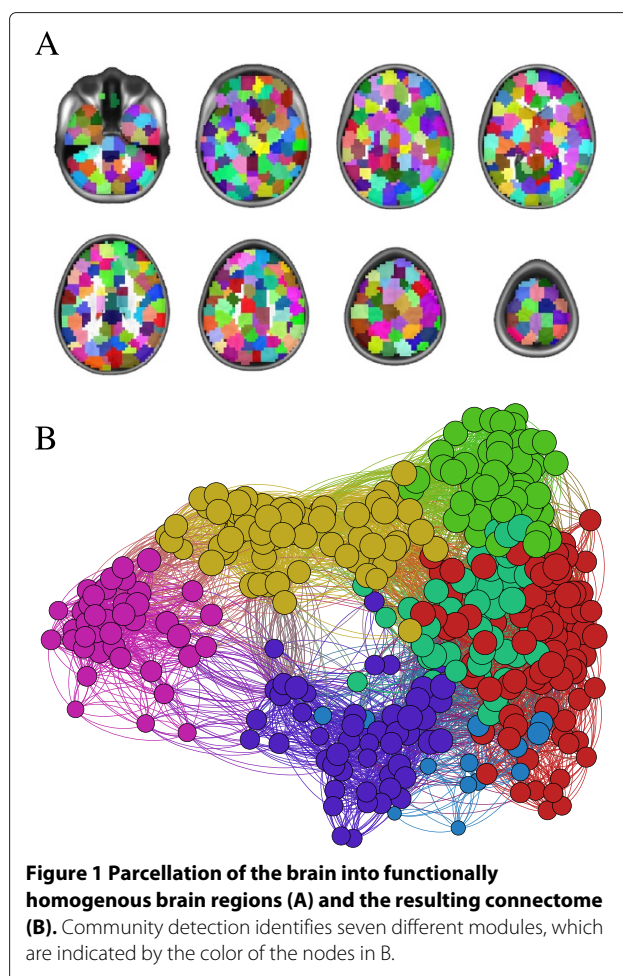 A
B
Figure 1 Parcellation of the brain into functionally
homogenous brain regions (A) and the resulting connectome
(B). Community detection identifies seven different modules, which
are indicated by the color of the nodes in B.